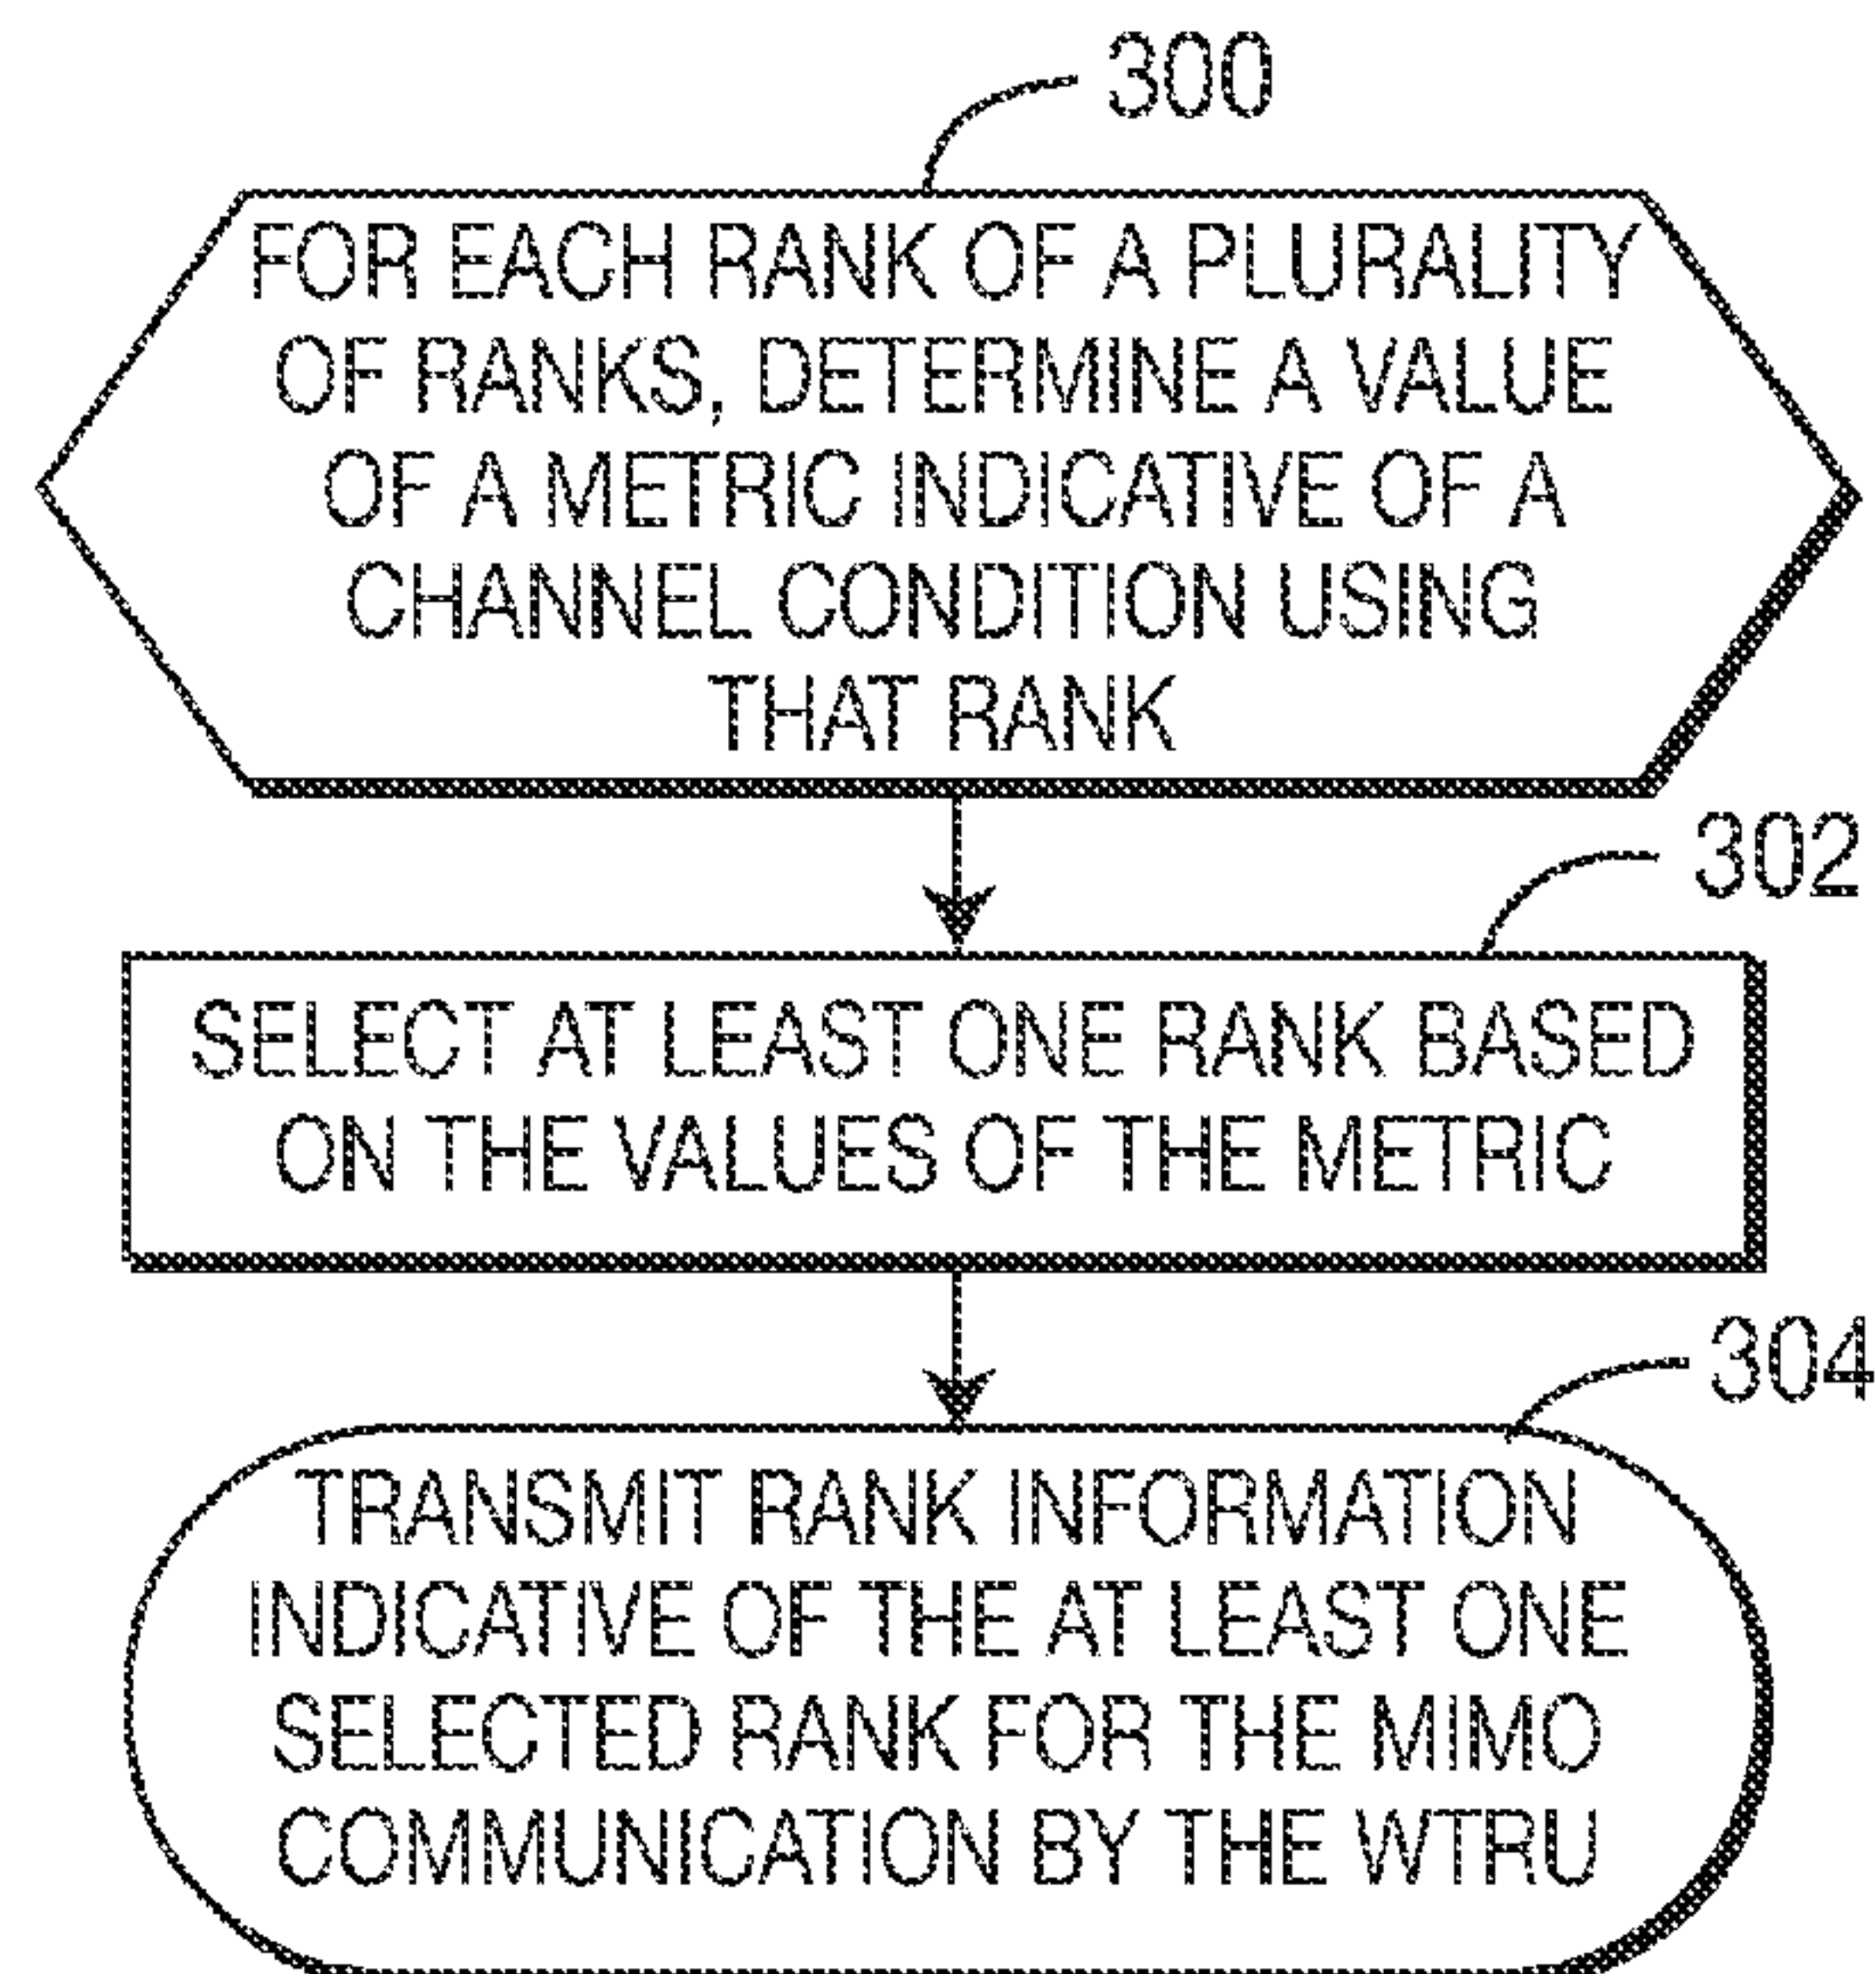 300
FOR EACH RANK OF A PLURALITY
OF RANKS, DETERMINE A VALUE
OF A METRIC INDICATIVE OF A
CHANNEL CONDITION USING
THAT RANK
302
SELECT AT LEAST ONE RANK BASED
ON THE VALUES OF THE METRIC
304
TRANSMIT RANK INFORMATION
INDICATIVE OF THE AT LEAST ONE
SELECTED RANK FOR THE MIMO
COMMUNICATION BY THE WTRU